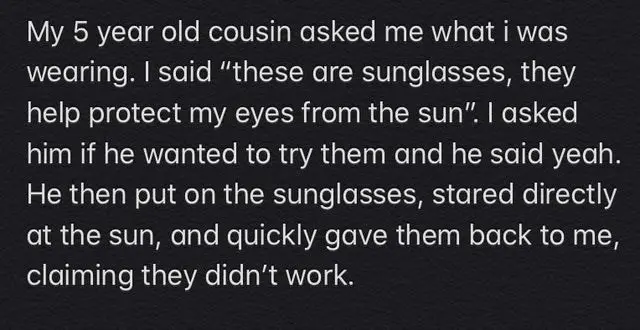 My 5 year old cousin asked me what i was
wearing. I said “these are sunglasses, they
help protect my eyes from the sun”. I asked
him if he wanted to try them and he said yeah.
He then put on the sunglasses, stared directly
at the sun, and quickly gave them back to me,
claiming they didn’t work.